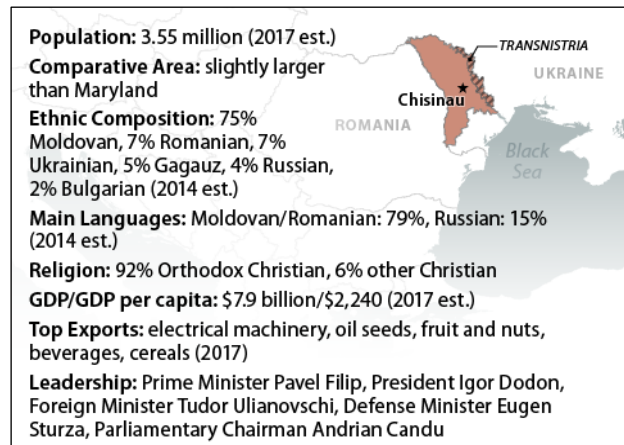 Population: 3.55 million (2017 est.)
Comparative Area: slightly larger
than Maryland
Ethnic Composition: 75%
Moldovan, 7% Romanian, 7%
Ukrainian, 5% Gagauz, 4% Russian,
2% Bulgarian (2014 est.)
Main Languages: Moldovan/Romanian: 79%, Russian: 15%
(2014 est.)
Religion: 92% Orthodox Christian, 6% other Christian
GDP/GDP per capita: $7.9 billion/$2,240 (2017 est.)
Top Exports: electrical machinery, oil seeds, fruit and nuts,
beverages, cereals (2017)
Leadership: Prime Minister Pavel Filip, President Igor Dodon,
Foreign Minister Tudor Ulianovschi, Defense Minister Eugen
Sturza, Parliamentary Chairman Andrian Candu
TRANSNISTRIA
UKRAINE
Chisinau
ROMANIA
Black
Sea